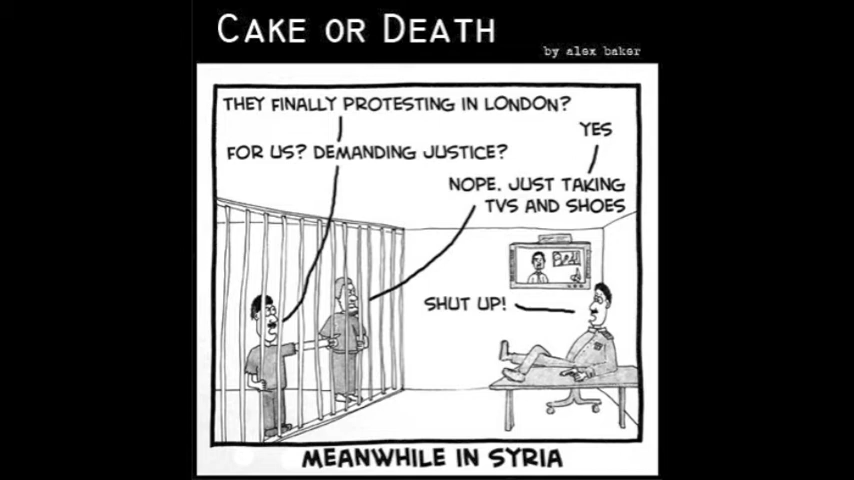 CAKE OR DEATH
by alex baker
THEY FINALLY PROTESTING IN LONDON?
YES
FOR US? DEMANDING JUSTICE?
NOPE. JUST TAKING
TVS AND SHOES
SHUT UP!
MEANWHILE IN SYRIA